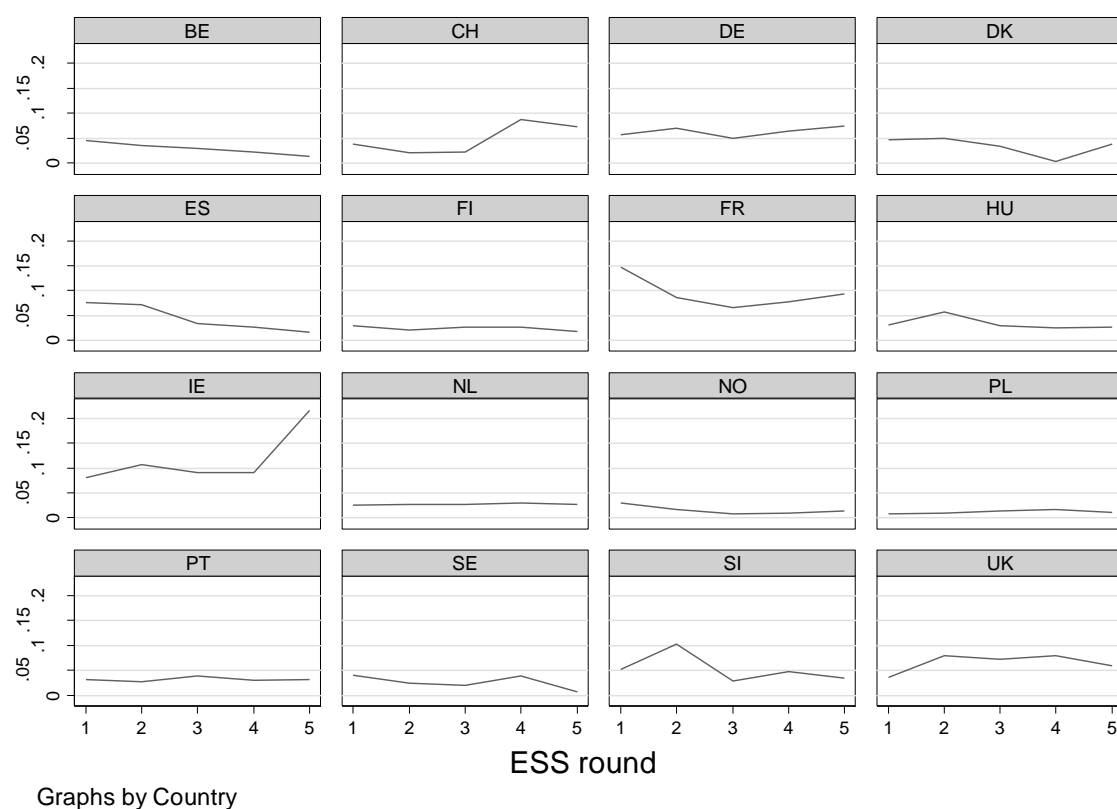 BE CH DE DK
0 .05 .1 .15 .2
ES FI FR HU
0 .05 .1 .15 .2
IE NL NO PL
0 .05 .1 .15 .2
PT SE SI UK
0 .05 .1 .15 .2
1 2 3 4 5 1 2 3 4 5 1 2 3 4 5 1 2 3 4 5
ESS round
Graphs by Country